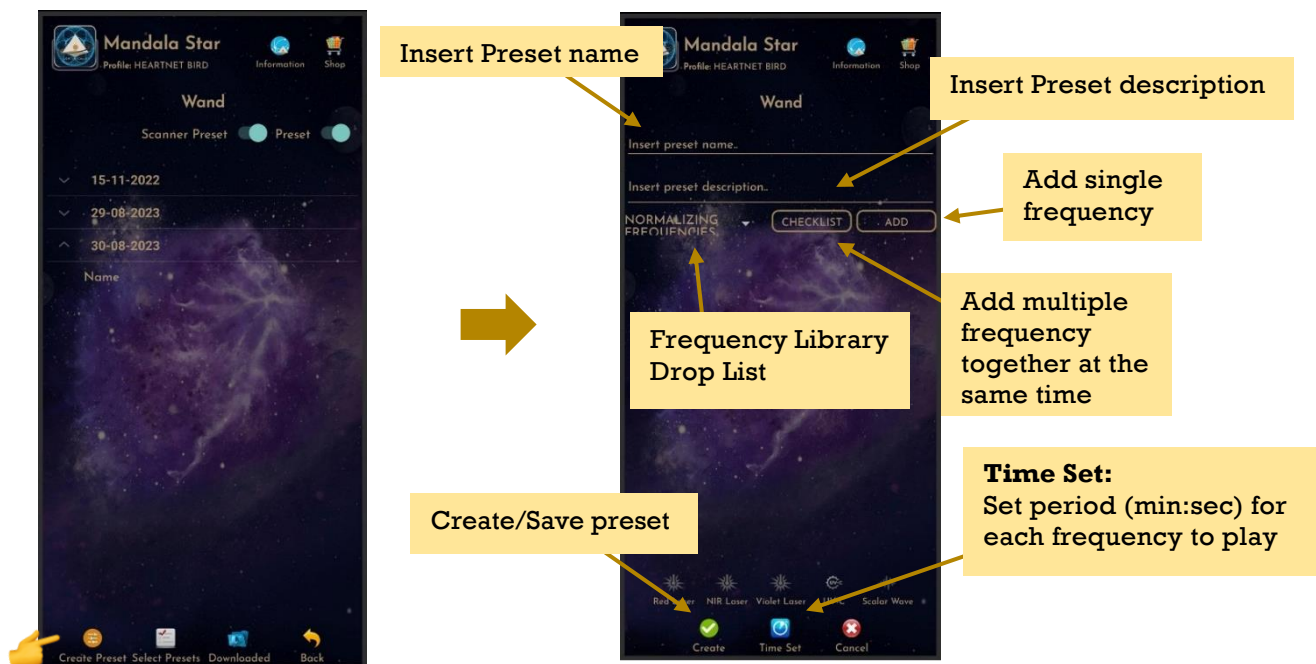 Mandala Star
Profile: HEARTNET BIRD
Information
Shop
Wand
Scanner Preset
Preset
15-11-2022
29-08-2023
30-08-2023
Name
Create Preset
Select Presets
Downloaded
Back
Insert Preset name
Mandala Star
Profile: HEARTNET BIRD
Information
Shop
Wand
Insert preset name..
Insert preset description..
NORMALIZING
FREQUENCIES
CHECKLIST
ADD
Insert Preset description
Add single
frequency
Add multiple
frequency
together at the
same time
Frequency Library
Drop List
Create/Save preset
Time Set:
Set period (min:sec) for
each frequency to play
Red
NIR Laser
Violet Laser
Scalar Wave
Create
Time Set
Cancel